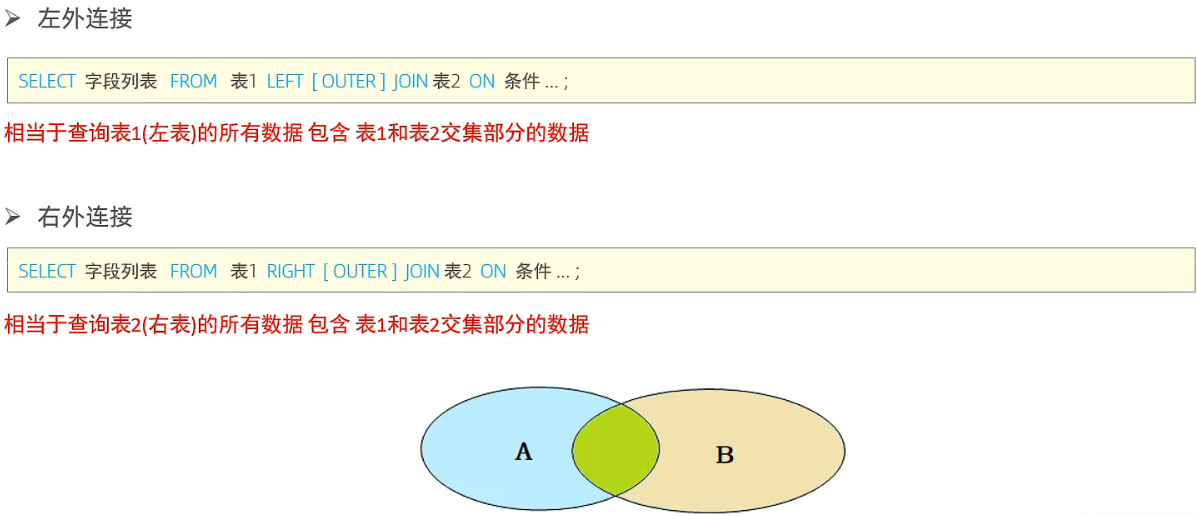 ➢ 左外连接
SELECT 字段列表 FROM 表1 LEFT [ OUTER ] JOIN 表2 ON 条件 ... ;
相当于查询表1(左表)的所有数据 包含 表1和表2交集部分的数据
➢ 右外连接
SELECT 字段列表 FROM 表1 RIGHT [ OUTER ] JOIN 表2 ON 条件 ... ;
相当于查询表2(右表)的所有数据 包含 表1和表2交集部分的数据
A B